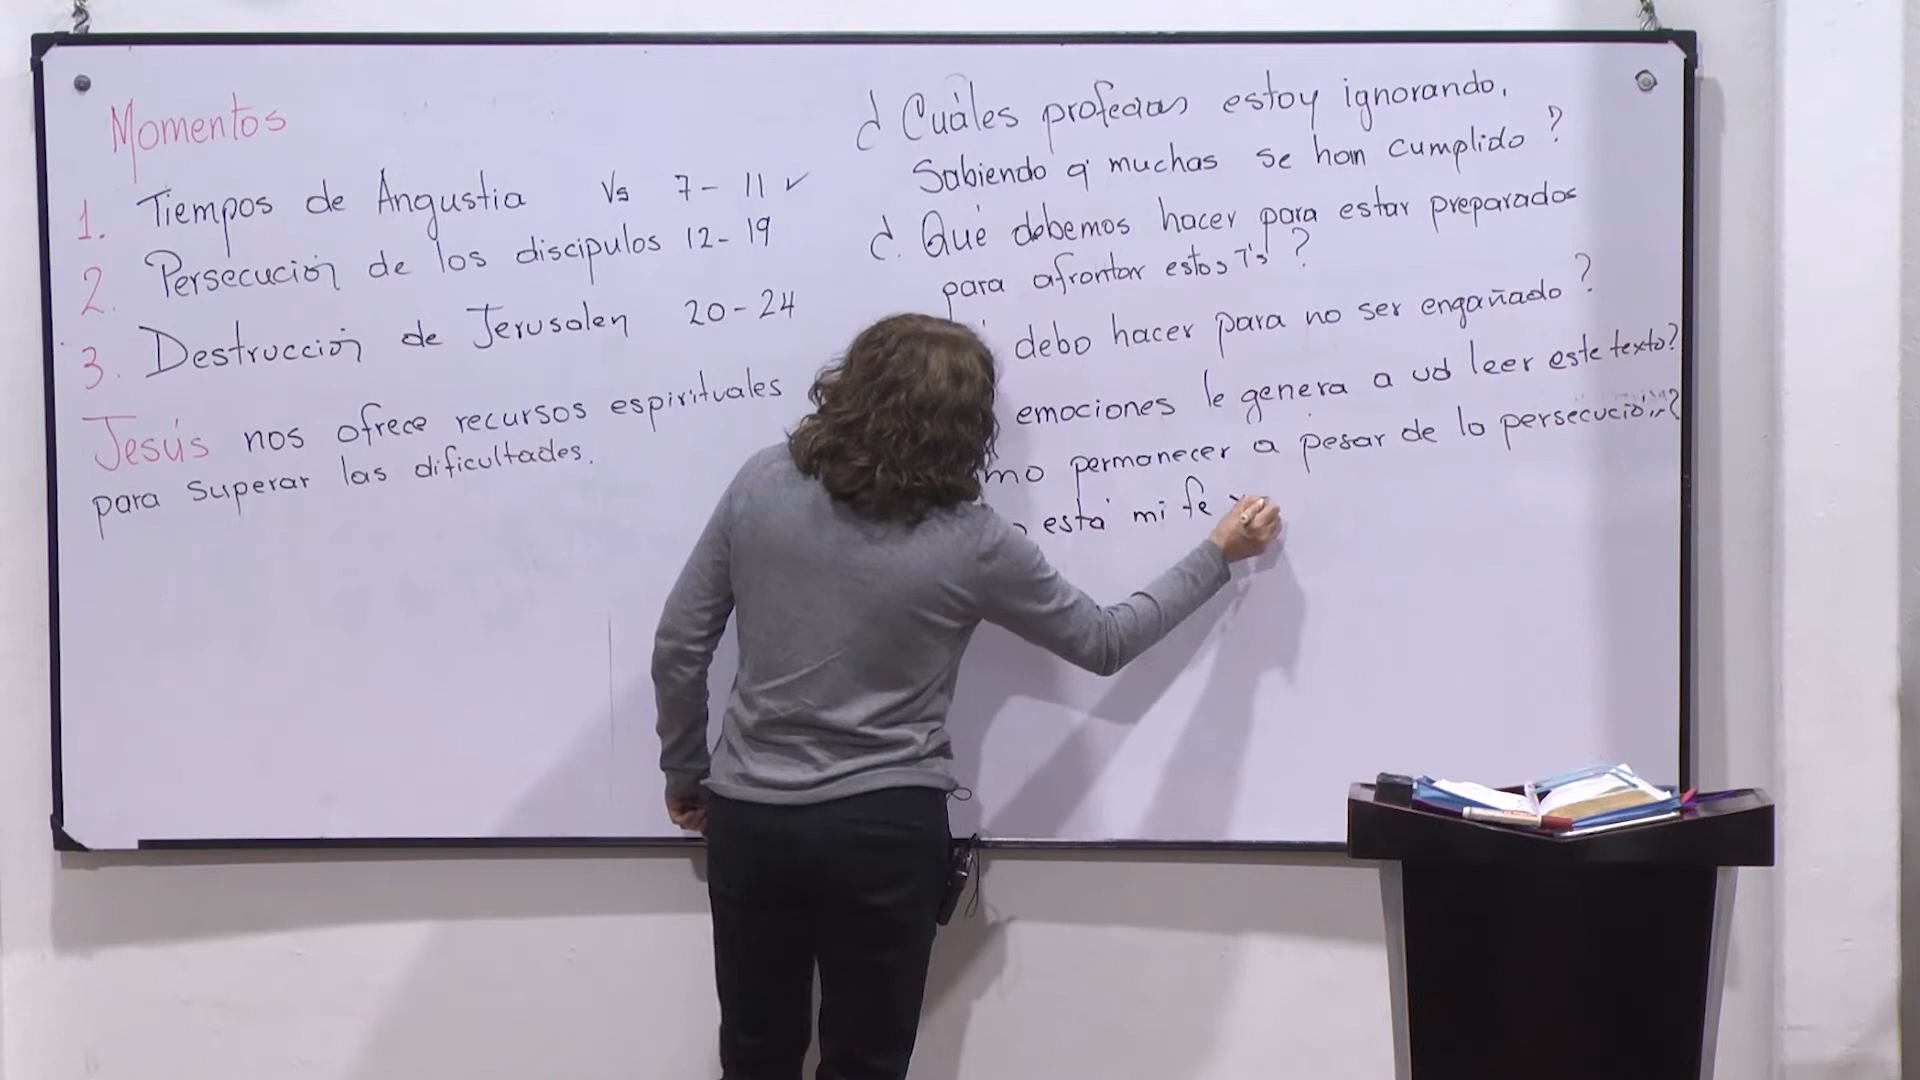 Momentos
1. Tiempos de Angustia Vs 7 - 11 ✓
2. Persecución de los discipulos 12 - 19
3. Destrucción de Jerusalen 20 - 24
Jesús nos ofrece recursos espirituales
para superar las dificultades.
¿ Cuáles profecias estoy ignorando,
Sabiendo q' muchas se han cumplido ?
¿ Qué debemos hacer para estar preparados
para afrontar estos T's ?
debo hacer para no ser engañado ?
emociones le genera a ud leer este texto?
mo permanecer a pesar de la persecución?
está mi fe